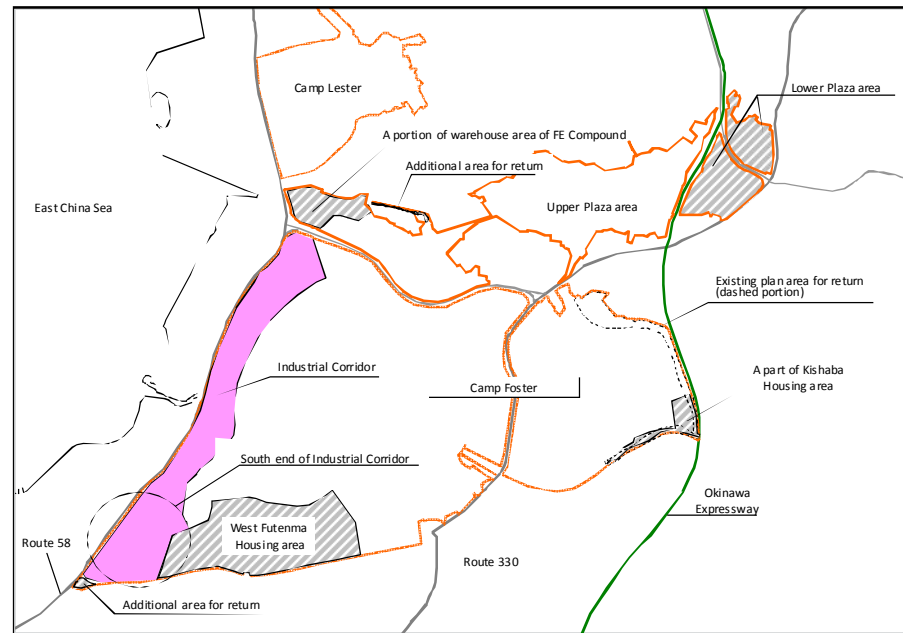 Camp Lester
Lower Plaza area
A portion of warehouse area of FE Compound
Additional area for return
East China Sea
Upper Plaza area
Existing plan area for return
(dashed portion)
Industrial Corridor
Camp Foster
A part of Kishaba
Housing area
South end of Industrial Corridor
Okinawa
Expressway
West Futenma
Housing area
Route 58
Route 330
Additional area for return